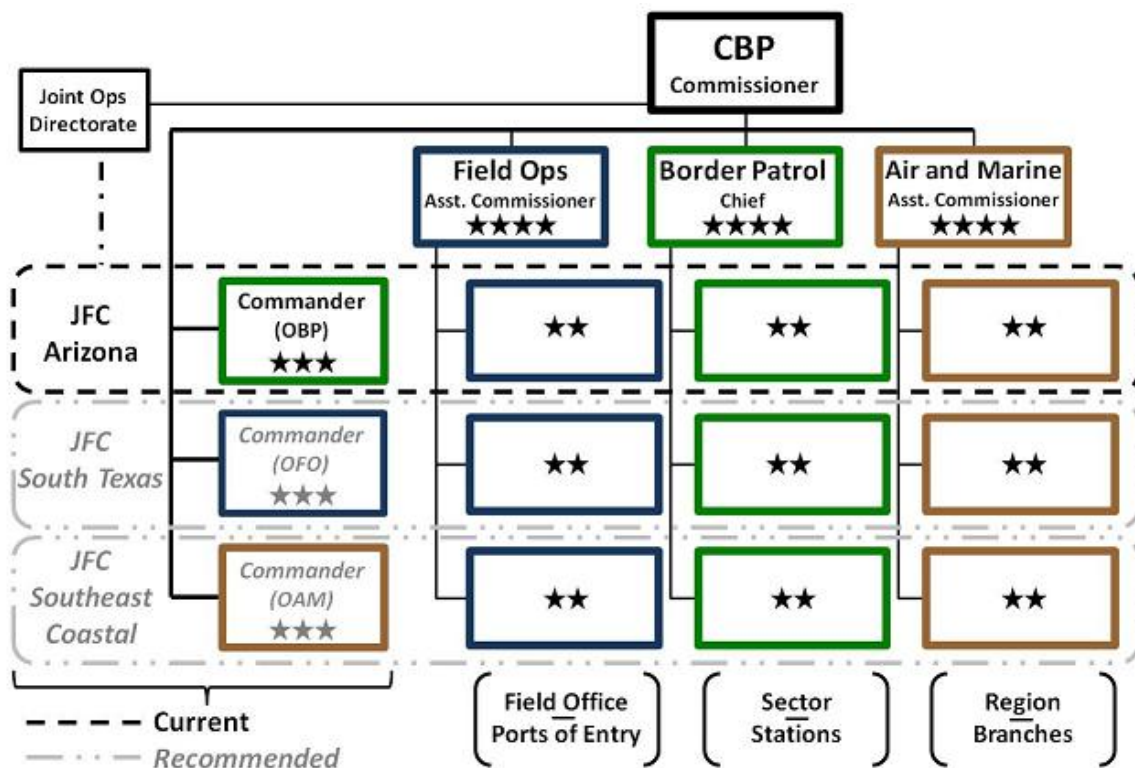 CBP
Commissioner
Joint Ops
Directorate
Field Ops
Asst. Commissioner
★★★★
Border Patrol
Chief
★★★★
Air and Marine
Asst. Commissioner
★★★★
JFC
Arizona
Commander
(OBP)
★★★
★★
★★
★★
JFC
South Texas
Commander
(OFO)
★★★
★★
★★
★★
JFC
Southeast
Coastal
Commander
(OAM)
★★★
★★
★★
★★
Field Office
Ports of Entry
Sector
Stations
Region
Branches
Current
Recommended